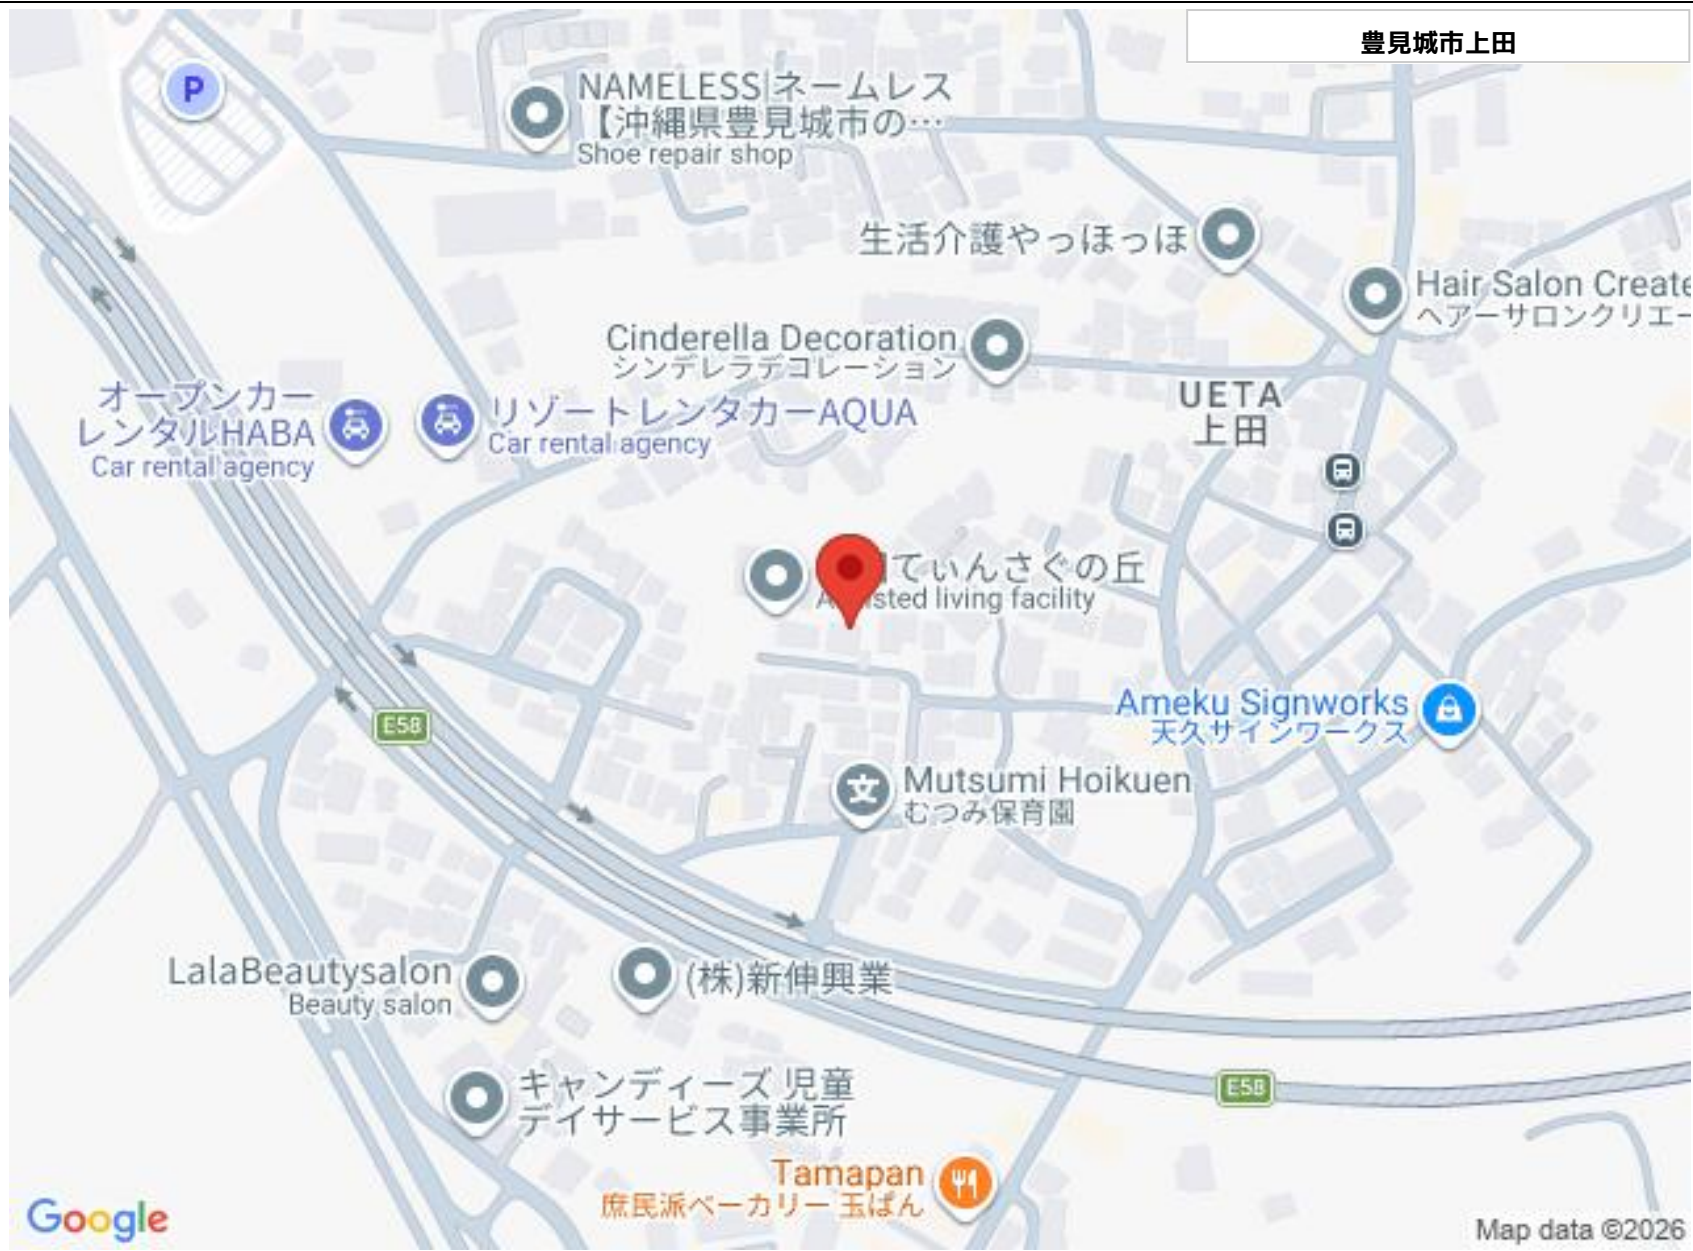 豊見城市上田
P
NAMELESS|ネームレス
【沖縄県豊見城市の…
Shoe repair shop
生活介護やっほっほ
Hair Salon Create
ヘアーサロンクリエー
Cinderella Decoration
シンデレラデコレーション
UETA
上田
オープンカー
レンタルHABA
Car rental agency
リゾートレンタカーAQUA
Car rental agency
てぃんさぐの丘
living facility
Ameku Signworks
天久サインワークス
E58
Mutsumi Hoikuen
むつみ保育園
文
LalaBeautysalon
Beauty salon
(株)新伸興業
E58
キャンディーズ 児童
デイサービス事業所
Tamapan
庶民派ベーカリー 玉ぱん
Google
Map data ©2026